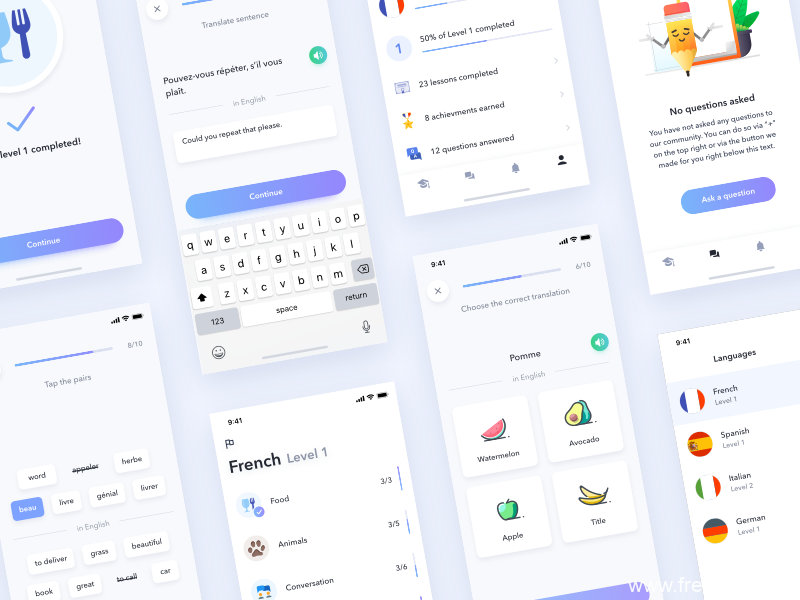 level 1 completed!
Continue
Translate sentence
Pouvez-vous répéter, s'il vous
plaît.
in English
Could you repeat that please.
Continue
q w e r t y u i o p
a s d f g h j k l
z x c v b n m
123 space return
50% of Level 1 completed
1
23 lessons completed
8 achievments earned
12 questions answered
No questions asked
You have not asked any questions to
our community. You can do so via "+"
on the top right or via the button we
made for you right below this text.
Ask a question
8/10
Tap the pairs
word appeler herbe
beau livre génial livrer
in English
to deliver grass beautiful
book great to call car
9:41
French Level 1
Food 3/3
Animals 3/5
Conversation 3/6
9:41
6/10
Choose the correct translation
Pomme
in English
Watermelon Avocado
Apple Title
9:41
Languages
French
Level 1
Spanish
Level 1
Italian
Level 2
German
Level 1